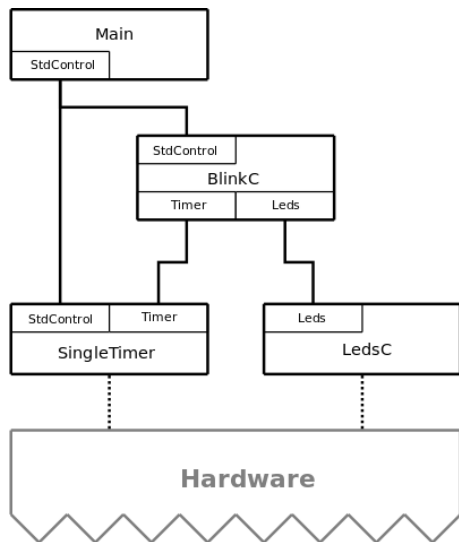 Main
StdControl
StdControl
BlinkC
Timer Leds
StdControl Timer
SingleTimer
Leds
LedsC
Hardware